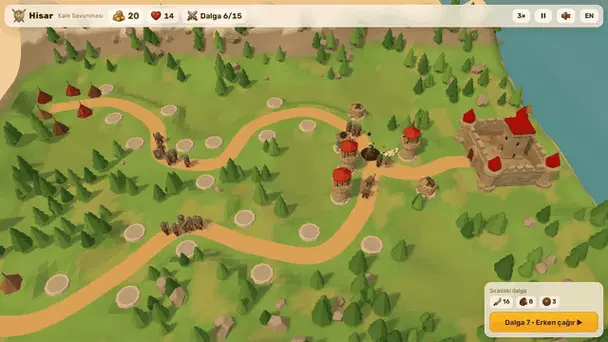 Hisar Kale Savunması 20 14 Dalga 6/15 3× EN
Sıradaki dalga
16 8 3
Dalga 7 · Erken çağır ▶